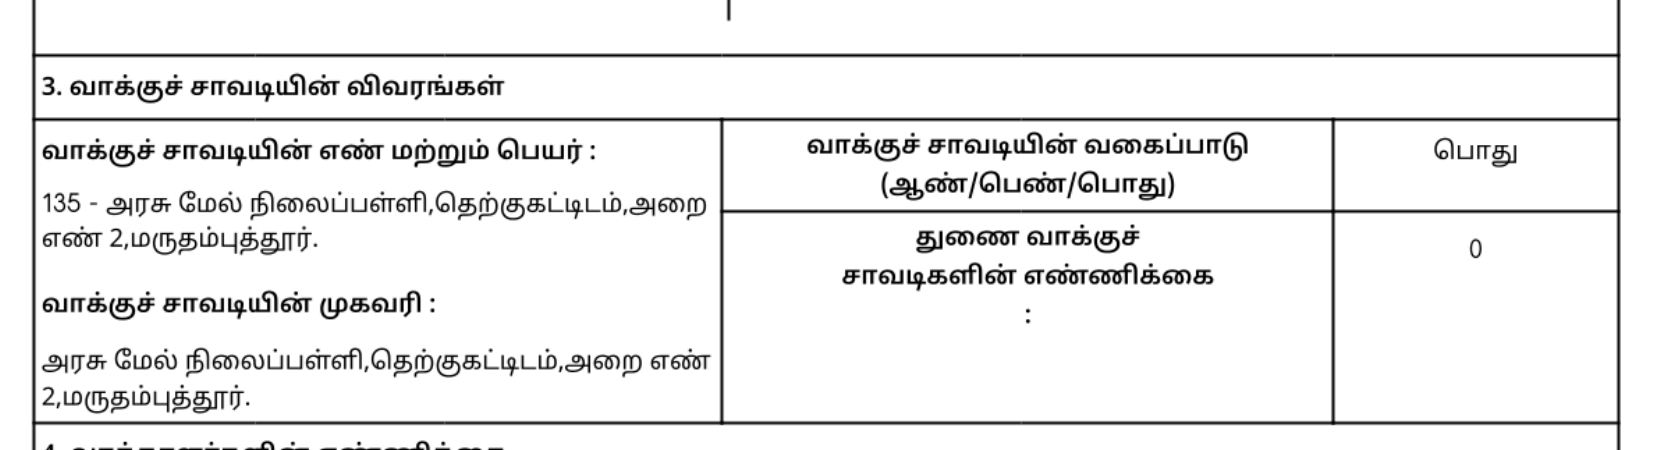 3. வாக்குச் சாவடியின் விவரங்கள்
வாக்குச் சாவடியின் எண் மற்றும் பெயர் :
135 - அரசு மேல் நிலைப்பள்ளி,தெற்குகட்டிடம்,அறை
எண் 2,மருதம்புத்தூர்.
வாக்குச் சாவடியின் முகவரி :
அரசு மேல் நிலைப்பள்ளி,தெற்குகட்டிடம்,அறை எண்
2,மருதம்புத்தூர்.
வாக்குச் சாவடியின் வகைப்பாடு
(ஆண்/பெண்/பொது)
பொது
துணை வாக்குச்
சாவடிகளின் எண்ணிக்கை
:
0